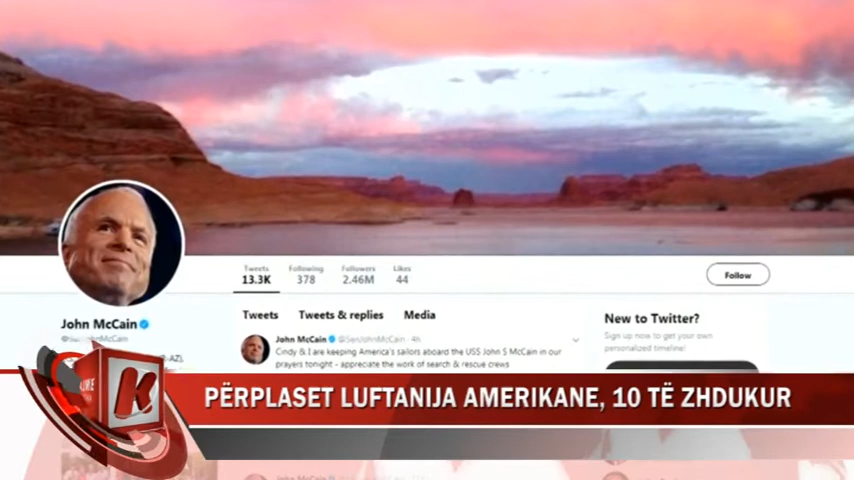 Tweets Following Followers Likes
13.3K 378 2.46M 44
Follow
John McCain
Tweets Tweets & replies Media
John McCain @SenJohnMcCain · 4h
Cindy & I are keeping America's sailors aboard the USS John S McCain in our
prayers tonight - appreciate the work of search & rescue crews
New to Twitter?
Sign up now to get your own
personalized timeline!
K
PËRPLASET LUFTANIJA AMERIKANE, 10 TË ZHDUKUR